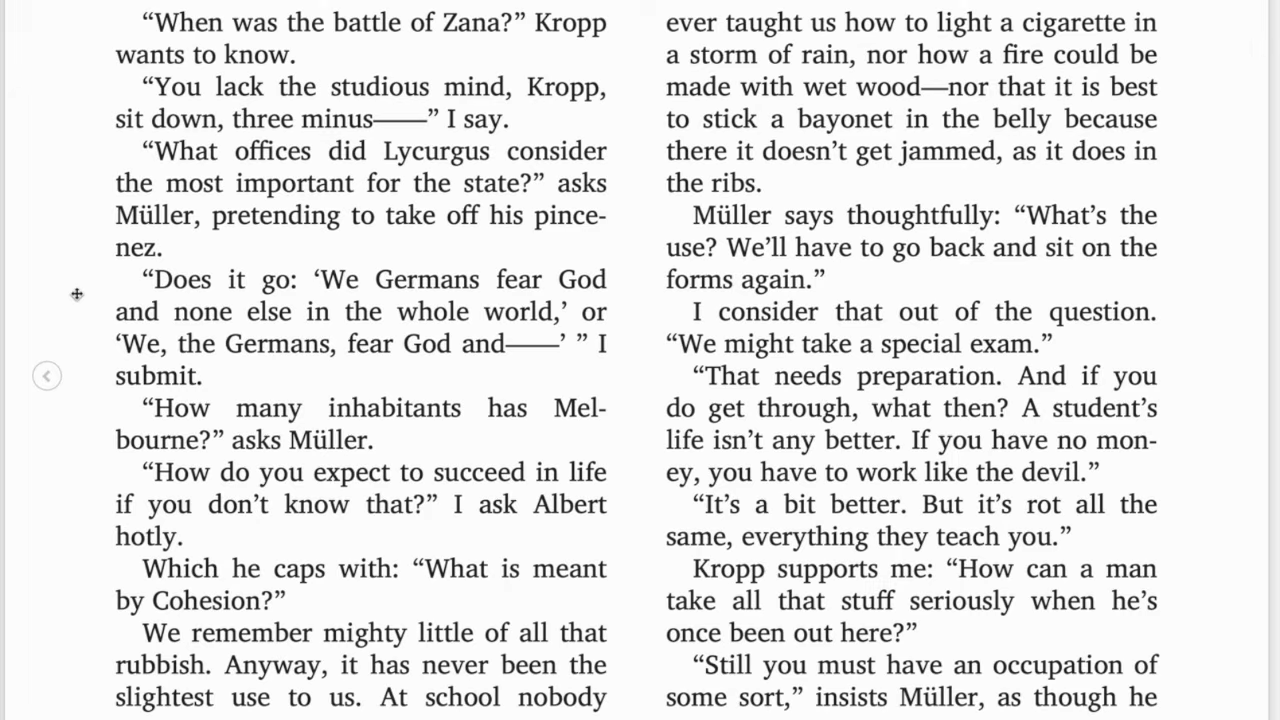 “When was the battle of Zana?” Kropp
wants to know.
“You lack the studious mind, Kropp,
sit down, three minus——” I say.
“What offices did Lycurgus consider
the most important for the state?” asks
Müller, pretending to take off his pince-
nez.
“Does it go: ‘We Germans fear God
and none else in the whole world,’ or
‘We, the Germans, fear God and——’ ” I
submit.
“How many inhabitants has Mel-
bourne?” asks Müller.
“How do you expect to succeed in life
if you don’t know that?” I ask Albert
hotly.
Which he caps with: “What is meant
by Cohesion?”
We remember mighty little of all that
rubbish. Anyway, it has never been the
slightest use to us. At school nobody
ever taught us how to light a cigarette in
a storm of rain, nor how a fire could be
made with wet wood—nor that it is best
to stick a bayonet in the belly because
there it doesn’t get jammed, as it does in
the ribs.
Müller says thoughtfully: “What’s the
use? We’ll have to go back and sit on the
forms again.”
I consider that out of the question.
“We might take a special exam.”
“That needs preparation. And if you
do get through, what then? A student’s
life isn’t any better. If you have no mon-
ey, you have to work like the devil.”
“It’s a bit better. But it’s rot all the
same, everything they teach you.”
Kropp supports me: “How can a man
take all that stuff seriously when he’s
once been out here?”
“Still you must have an occupation of
some sort,” insists Müller, as though he